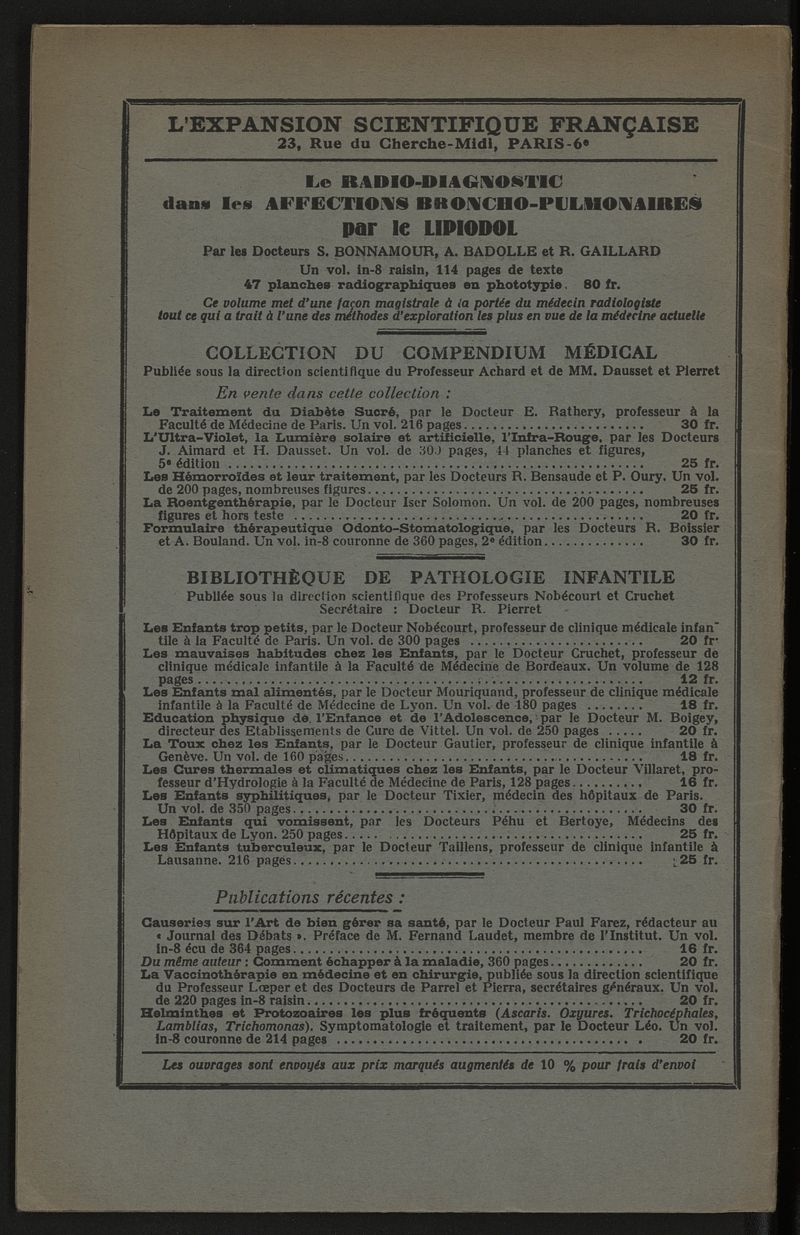 L'EXPANSION SCIENTIFIQUE FRANÇAISE
23, Rue du Cherche-Midi, PARIS-6e
Le RADIO-DIAGNOSTIC
dans les AFFECTIONS BRONCHO-PULMONAIRES
par le LIPIODOL
Par les Docteurs S. BONNAMOUR, A. BADOLLE et R. GAILLARD
Un vol. in-8 raisin, 114 pages de texte
47 planches radiographiques en phototypie. 80 fr.
Ce volume met d'une façon magistrale à la portée du médecin radiologiste
tout ce qui a trait à l'une des méthodes d'exploration les plus en vue de la médecine actuelle
COLLECTION DU COMPENDIUM MÉDICAL
Publiée sous la direction scientifique du Professeur Achard et de MM. Dausset et Pierret
En vente dans cette collection :
Le Traitement du Diabète Sucré, par le Docteur E. Rathery, professeur à la
Faculté de Médecine de Paris. Un vol. 216 pages........................ 30 fr.
L'Ultra-Violet, la Lumière solaire et artificielle, l'Infra-Rouge, par les Docteurs
J. Aimard et H. Dausset. Un vol. de 300 pages, 44 planches et figures,
5e édition ........................ 25 fr.
Les Hémorroïdes et leur traitement, par les Docteurs R. Bensaude et P. Oury. Un vol.
de 200 pages, nombreuses figures........................ 25 fr.
La Roentgenthérapie, par le Docteur Iser Solomon. Un vol. de 200 pages, nombreuses
figures et hors texte ........................ 20 fr.
Formulaire thérapeutique Odonto-Stomatologique, par les Docteurs R. Boissier
et A. Bouland. Un vol. in-8 couronne de 360 pages, 2e édition.............. 30 fr.
BIBLIOTHÈQUE DE PATHOLOGIE INFANTILE
Publiée sous la direction scientifique des Professeurs Nobécourt et Cruchet
Secrétaire : Docteur R. Pierret
Les Enfants trop petits, par le Docteur Nobécourt, professeur de clinique médicale infan-
tile à la Faculté de Paris. Un vol. de 300 pages ........................ 20 fr.
Les mauvaises habitudes chez les Enfants, par le Docteur Cruchet, professeur de
clinique médicale infantile à la Faculté de Médecine de Bordeaux. Un volume de 128
pages........................ 12 fr.
Les Enfants mal alimentés, par le Docteur Mouriquand, professeur de clinique médicale
infantile à la Faculté de Médecine de Lyon. Un vol. de 180 pages ........ 18 fr.
Education physique de l'Enfance et de l'Adolescence, par le Docteur M. Boigey,
directeur des Etablissements de Cure de Vittel. Un vol. de 250 pages ..... 20 fr.
La Toux chez les Enfants, par le Docteur Gautier, professeur de clinique infantile à
Genève. Un vol. de 160 pages........................ 18 fr.
Les Cures thermales et climatiques chez les Enfants, par le Docteur Villaret, pro-
fesseur d'Hydrologie à la Faculté de Médecine de Paris, 128 pages.......... 16 fr.
Les Enfants syphilitiques, par le Docteur Tixier, médecin des hôpitaux de Paris.
Un vol. de 350 pages........................ 30 fr.
Les Enfants qui vomissent, par les Docteurs Péhu et Bertoye, Médecins des
Hôpitaux de Lyon. 250 pages........................ 25 fr.
Les Enfants tuberculeux, par le Docteur Taillens, professeur de clinique infantile à
Lausanne. 216 pages........................ 25 fr.
Publications récentes :
Causeries sur l'Art de bien gérer sa santé, par le Docteur Paul Farez, rédacteur au
« Journal des Débats ». Préface de M. Fernand Laudet, membre de l'Institut. Un vol.
in-8 écu de 364 pages........................ 16 fr.
Du même auteur : Comment échapper à la maladie, 360 pages............. 20 fr.
La Vaccinothérapie en médecine et en chirurgie, publiée sous la direction scientifique
du Professeur Lœper et des Docteurs de Parrel et Pierra, secrétaires généraux. Un vol.
de 220 pages in-8 raisin........................ 20 fr.
Helminthes et Protozoaires les plus fréquents (Ascaris. Oxyures. Trichocéphales,
Lamblias, Trichomonas). Symptomatologie et traitement, par le Docteur Léo. Un vol.
in-8 couronne de 214 pages ........................ 20 fr.
Les ouvrages sont envoyés aux prix marqués augmentés de 10 % pour frais d'envoi